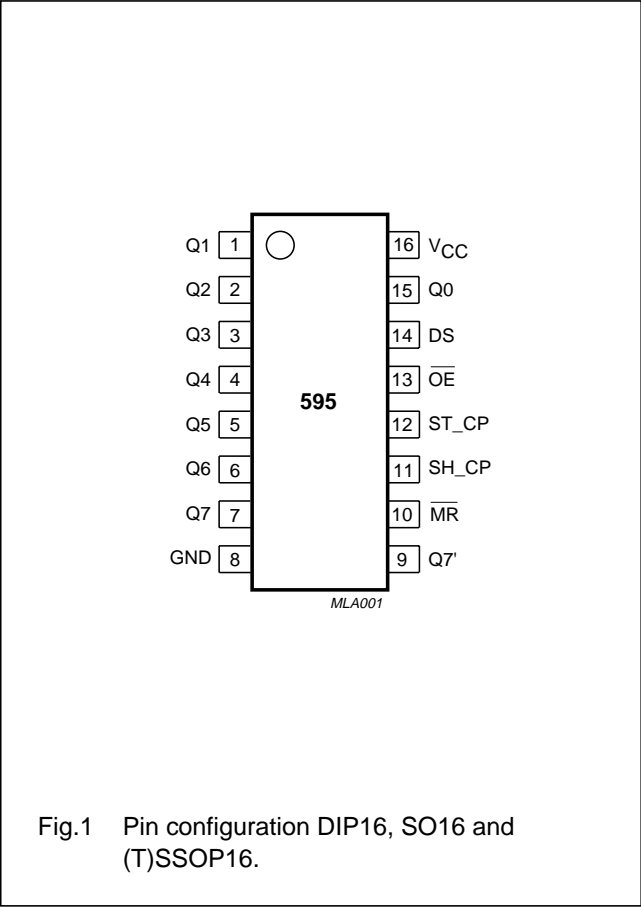 Q1 1 16 VCC
Q2 2 15 Q0
Q3 3 14 DS
Q4 4 13 O̅E̅
595
Q5 5 12 ST_CP
Q6 6 11 SH_CP
Q7 7 10 M̅R̅
GND 8 9 Q7'
MLA001
Fig.1 Pin configuration DIP16, SO16 and
(T)SSOP16.